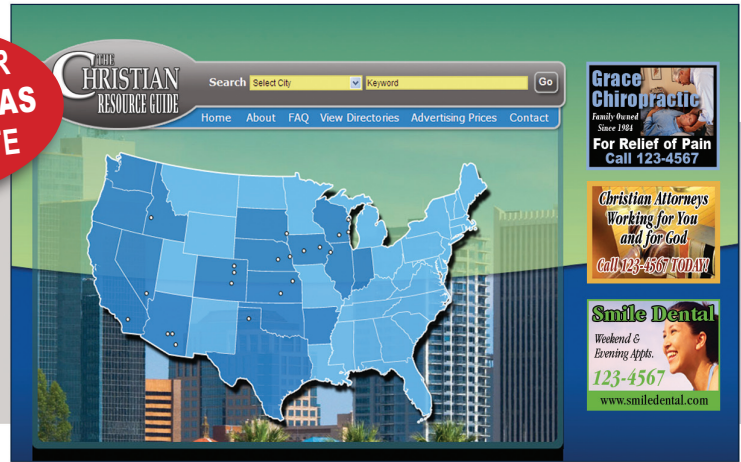 R
AS
TE
THE
CHRISTIAN
RESOURCE GUIDE
Search Select City Keyword Go
Home About FAQ View Directories Advertising Prices Contact
Grace
Chiropractic
Family Owned
Since 1984
For Relief of Pain
Call 123-4567
Christian Attorneys
Working for You
and for God
Call 123-4567 TODAY!
Smile Dental
Weekend &
Evening Appts.
123-4567
www.smiledental.com